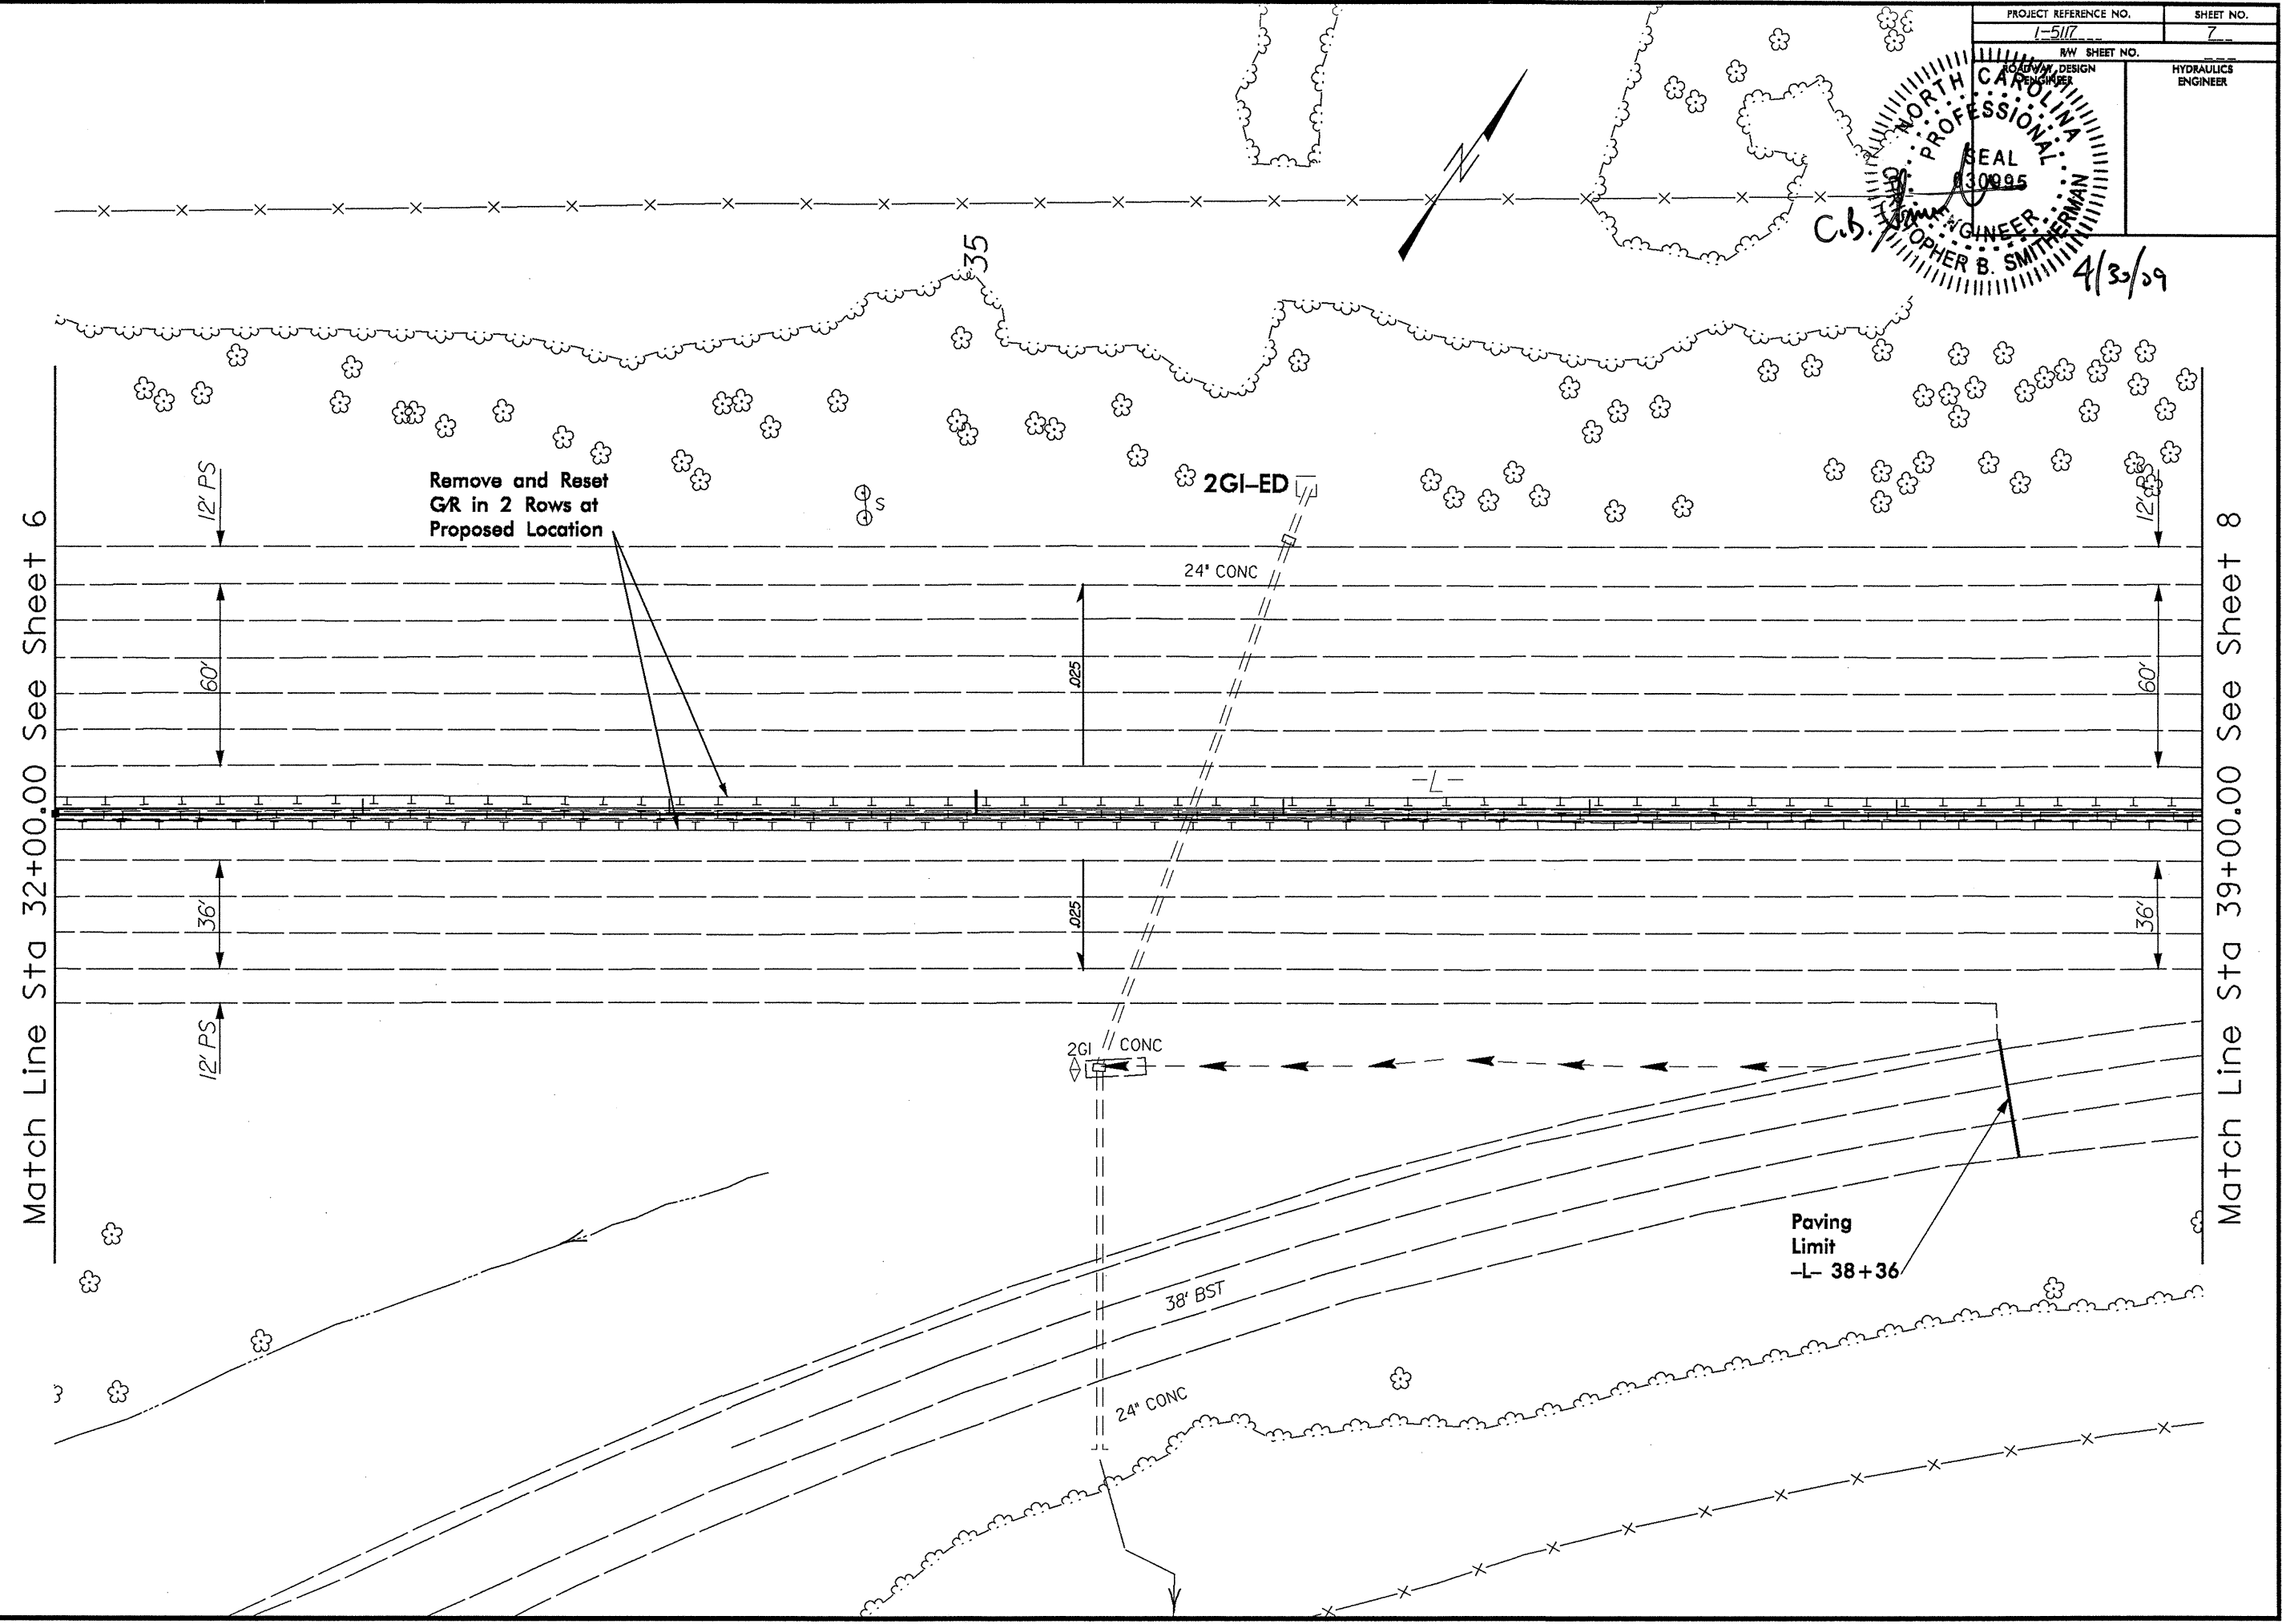 PROJECT REFERENCE NO.
SHEET NO.
I-5117
7
R/W SHEET NO.
ROADWAY DESIGN
ENGINEER
HYDRAULICS
ENGINEER
NORTH CAROLINA
PROFESSIONAL
SEAL
030995
ENGINEER
CHRISTOPHER B. SMITHERMAN
C.B.
4/30/09
N
35
12' PS
Remove and Reset
G/R in 2 Rows at
Proposed Location
S
2GI-ED
12' PS
24" CONC
60'
.025
60'
-L-
Match Line Sta 32+00.00 See Sheet 6
Match Line Sta 39+00.00 See Sheet 8
36'
.025
36'
12' PS
2GI
CONC
Paving
Limit
-L- 38+36
38' BST
24" CONC